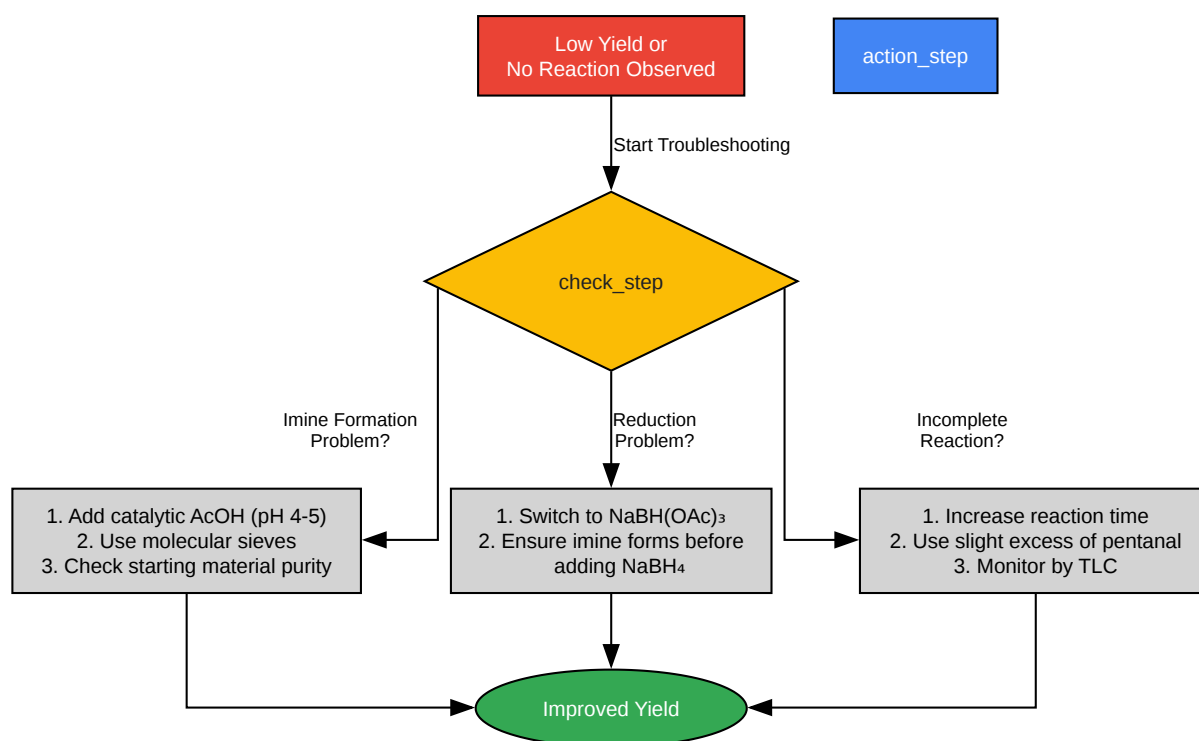 Low Yield or
No Reaction Observed
action_step
Start Troubleshooting
check_step
Imine Formation
Problem?
Reduction
Problem?
Incomplete
Reaction?
1. Add catalytic AcOH (pH 4-5)
2. Use molecular sieves
3. Check starting material purity
1. Switch to NaBH(OAc)₃
2. Ensure imine forms before
adding NaBH₄
1. Increase reaction time
2. Use slight excess of pentanal
3. Monitor by TLC
Improved Yield